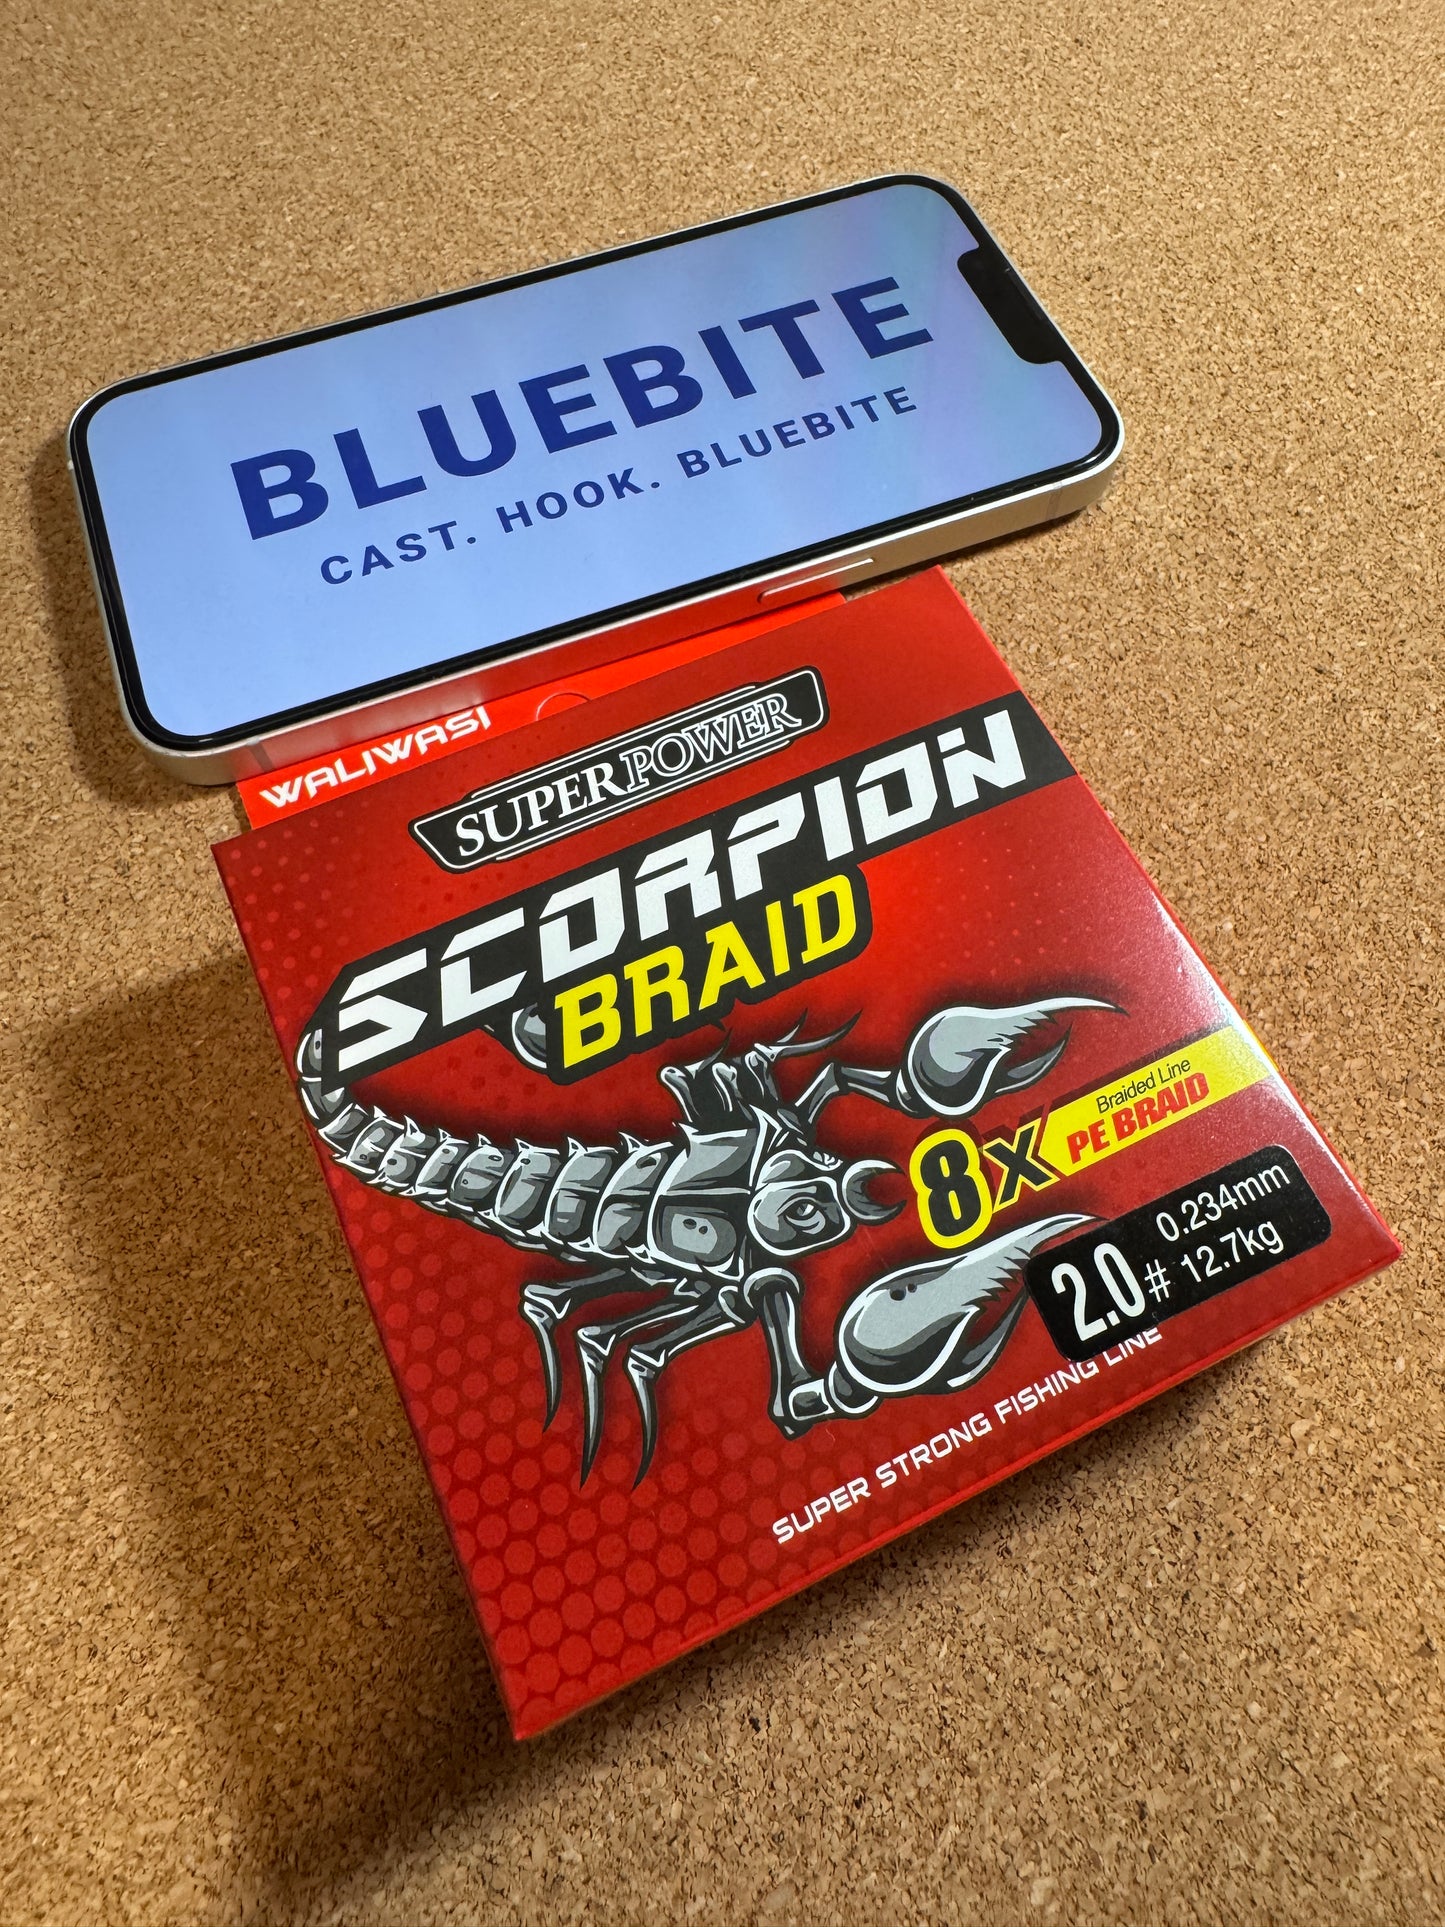 BLUEBITE
CAST. HOOK. BLUEBITE
WALIWASI
SUPERPOWER
SCORPION
BRAID
Braided Line
8X PE BRAID
2.0# 0.234mm
12.7kg
SUPER STRONG FISHING LINE